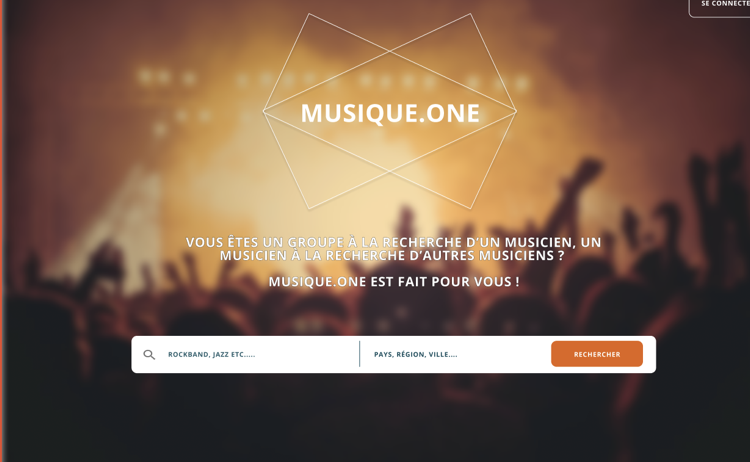 SE CONNECTE
MUSIQUE.ONE
VOUS ÊTES UN GROUPE À LA RECHERCHE D'UN MUSICIEN, UN
MUSICIEN À LA RECHERCHE D'AUTRES MUSICIENS ?
MUSIQUE.ONE EST FAIT POUR VOUS !
ROCKBAND, JAZZ ETC..... PAYS, RÉGION, VILLE.... RECHERCHER